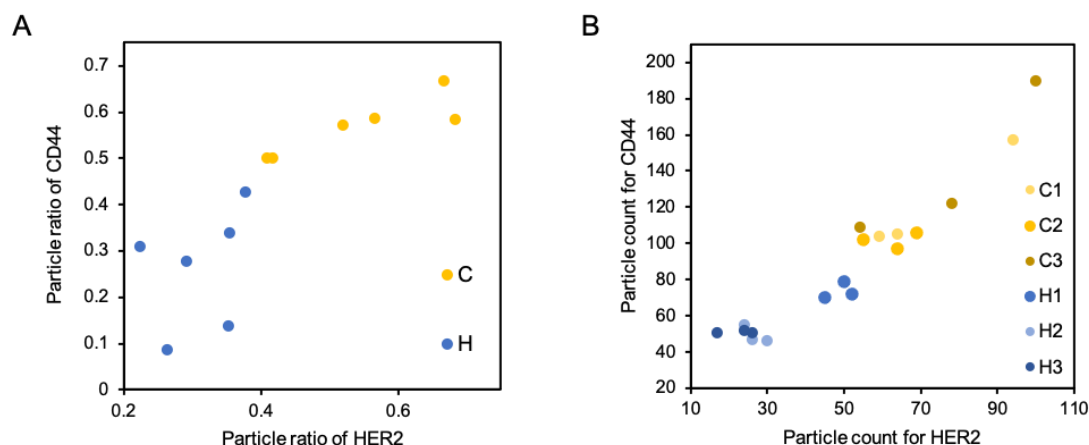 A
Particle ratio of CD44
0.7
0.6
0.5
0.4
0.3
0.2
0.1
0
0.2
0.4
0.6
Particle ratio of HER2
C
H
B
Particle count for CD44
200
180
160
140
120
100
80
60
40
20
10
30
50
70
90
110
Particle count for HER2
C1
C2
C3
H1
H2
H3